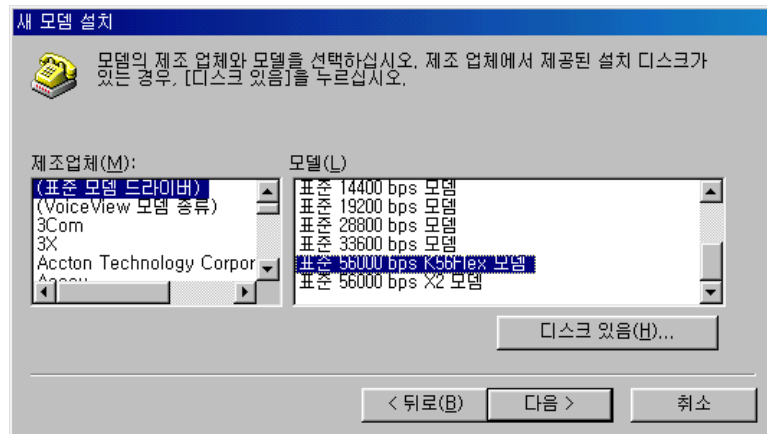 새 모뎀 설치
모뎀의 제조 업체와 모델을 선택하십시오. 제조 업체에서 제공된 설치 디스크가
있는 경우, [디스크 있음]을 누르십시오.
제조업체(M):
(표준 모뎀 드라이버)
(VoiceView 모뎀 종류)
3Com
3X
Accton Technology Corpor
모델(L)
표준 14400 bps 모뎀
표준 19200 bps 모뎀
표준 28800 bps 모뎀
표준 33600 bps 모뎀
표준 56000 bps K56Flex 모뎀
표준 56000 bps X2 모뎀
디스크 있음(H)...
< 뒤로(B)
다음 >
취소